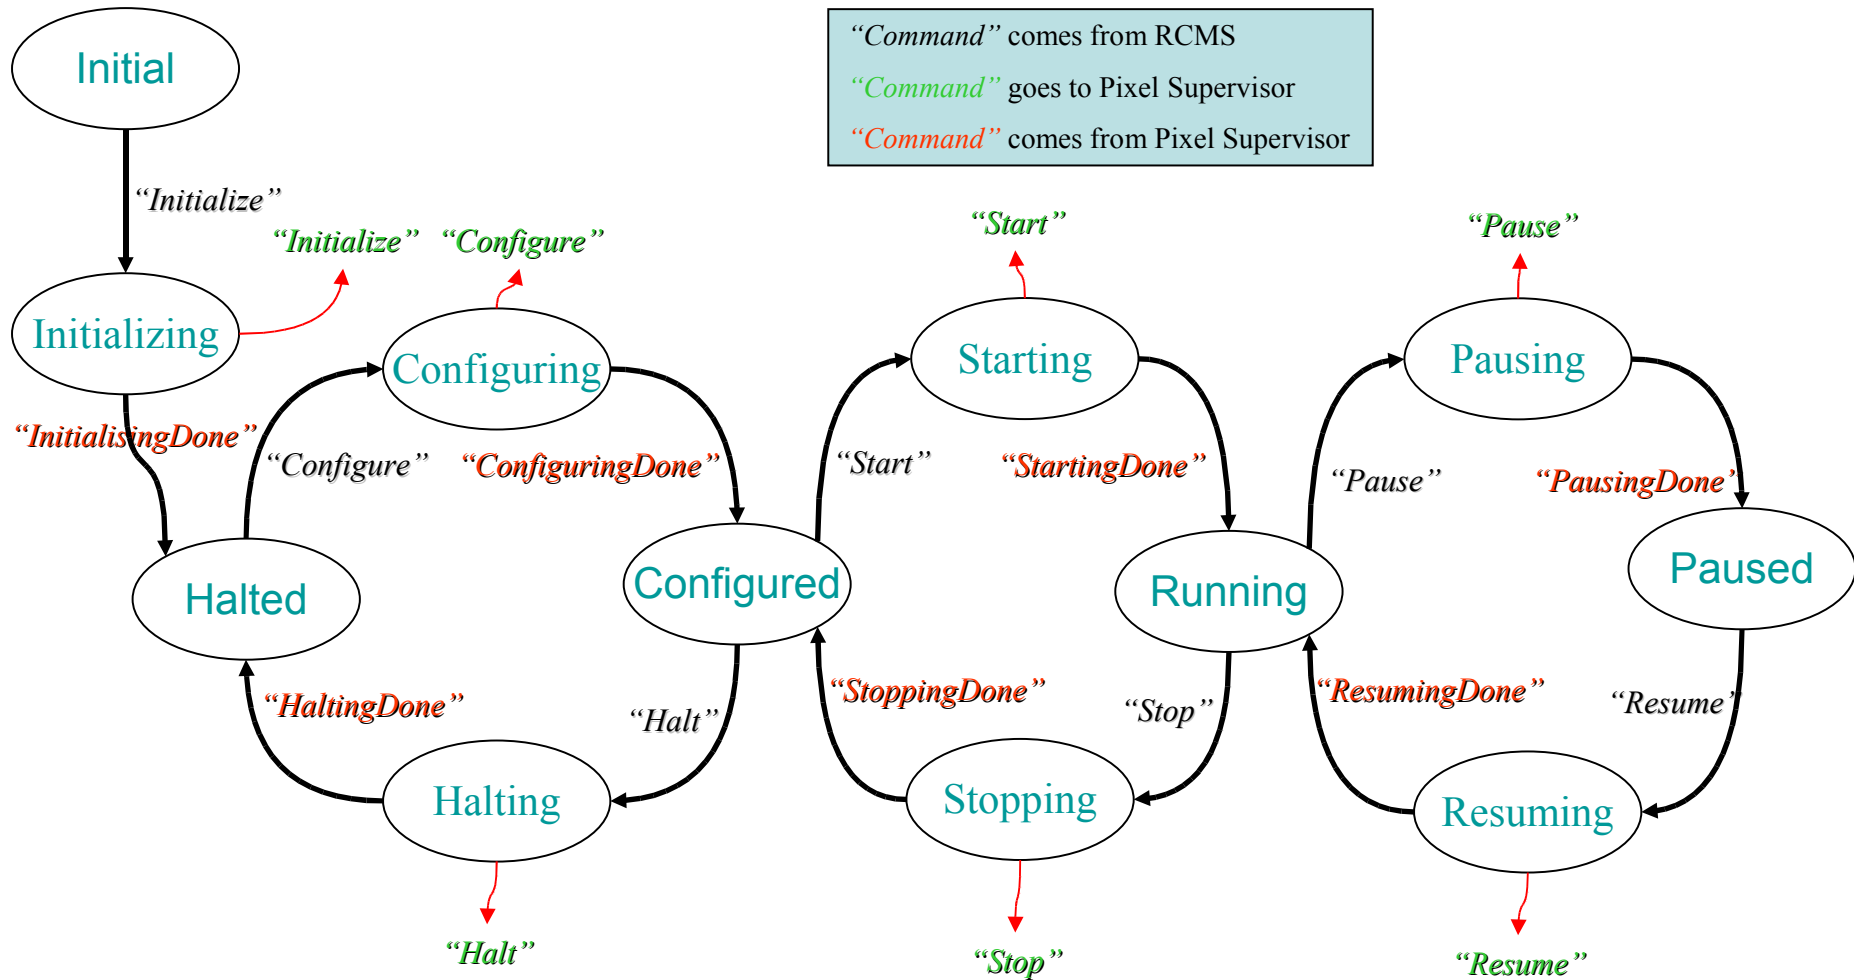 Initial
“Command” comes from RCMS
“Command” goes to Pixel Supervisor
“Command” comes from Pixel Supervisor
“Initialize”
“Initialize”
“Configure”
“Start”
“Pause”
Initializing
Configuring
Starting
Pausing
“InitialisingDone”
“Configure”
“ConfiguringDone”
“Start”
“StartingDone”
“Pause”
“PausingDone’
Halted
Configured
Running
Paused
“HaltingDone”
“Halt”
“StoppingDone”
“Stop”
“ResumingDone”
“Resume’
Halting
Stopping
Resuming
“Halt”
“Stop”
“Resume”